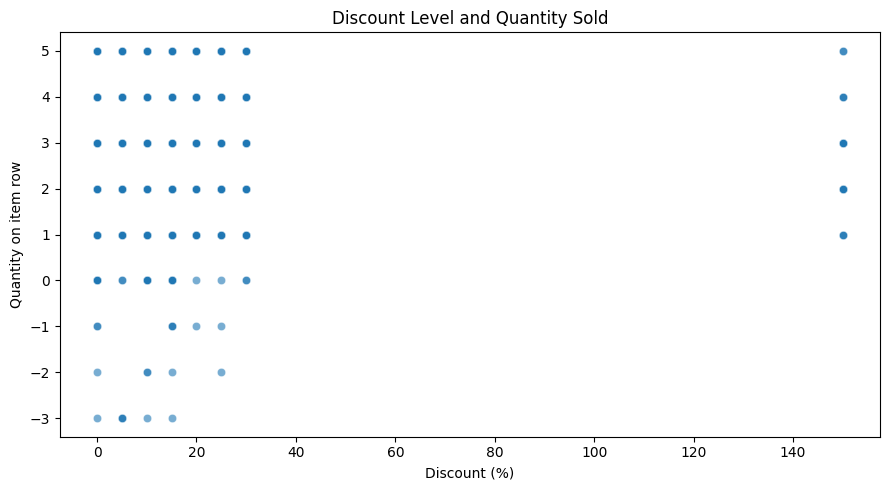 Discount Level and Quantity Sold
Quantity on item row
5
4
3
2
1
0
−1
−2
−3
0 20 40 60 80 100 120 140
Discount (%)